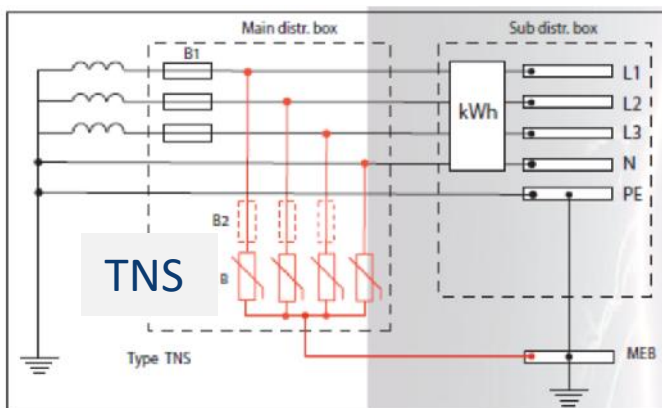 Main distr. box
Sub distr. box
B1
L1
L2
kWh
L3
N
PE
B2
TNS
B
MEB
Type TNS